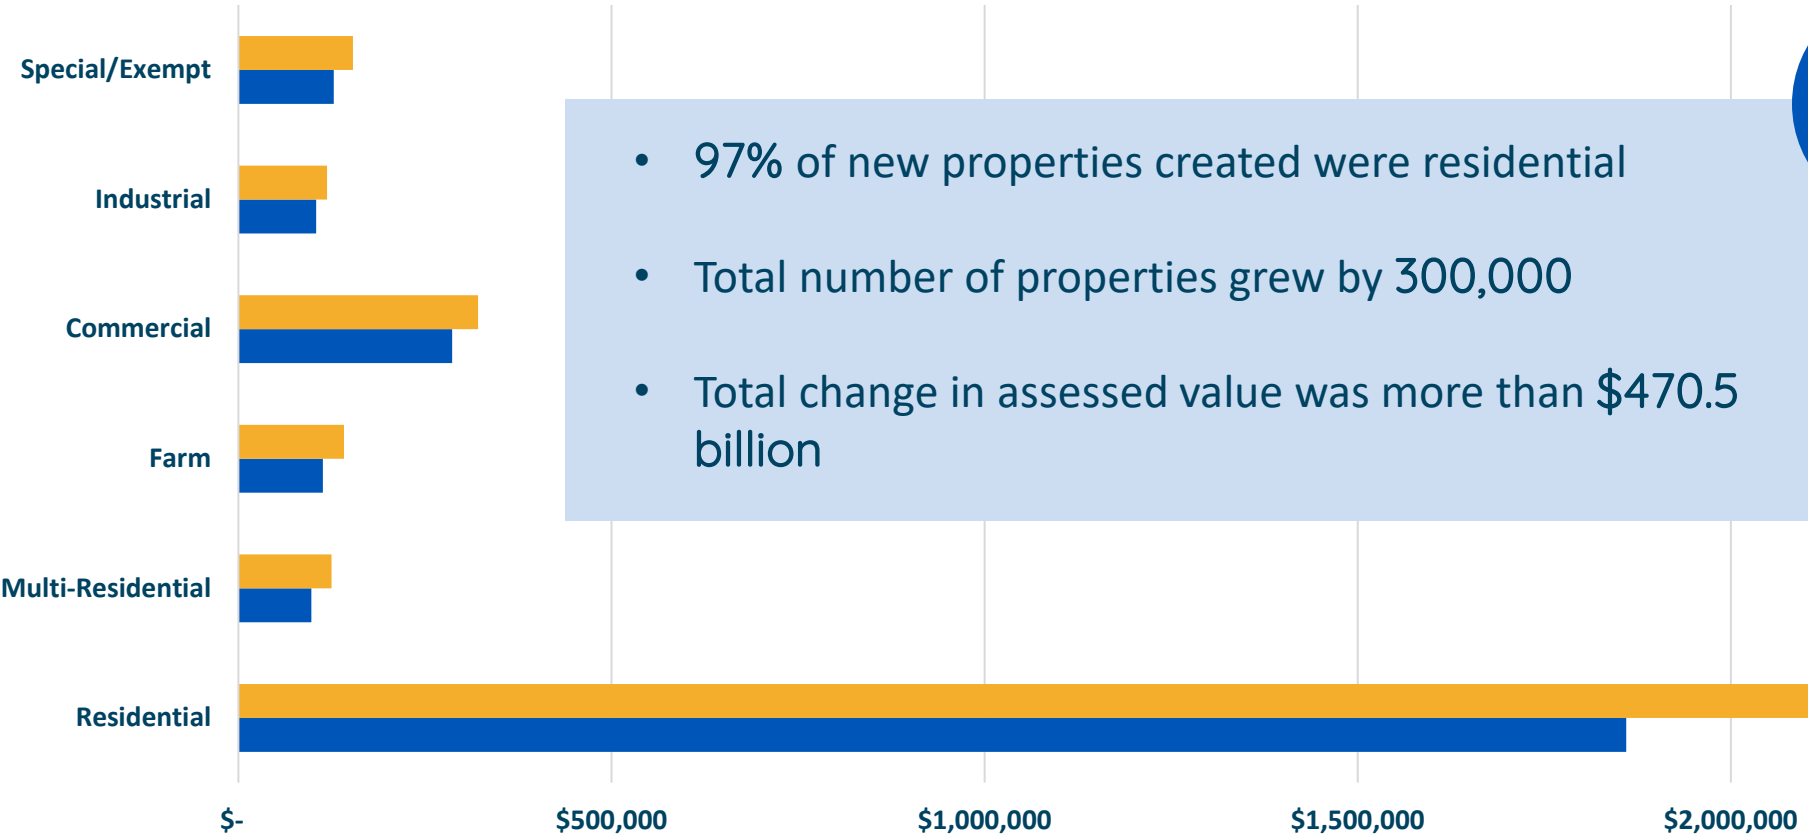 Special/Exempt
Industrial
Commercial
Farm
Multi-Residential
Residential
• 97% of new properties created were residential
• Total number of properties grew by 300,000
• Total change in assessed value was more than $470.5
billion
$- $500,000 $1,000,000 $1,500,000 $2,000,000